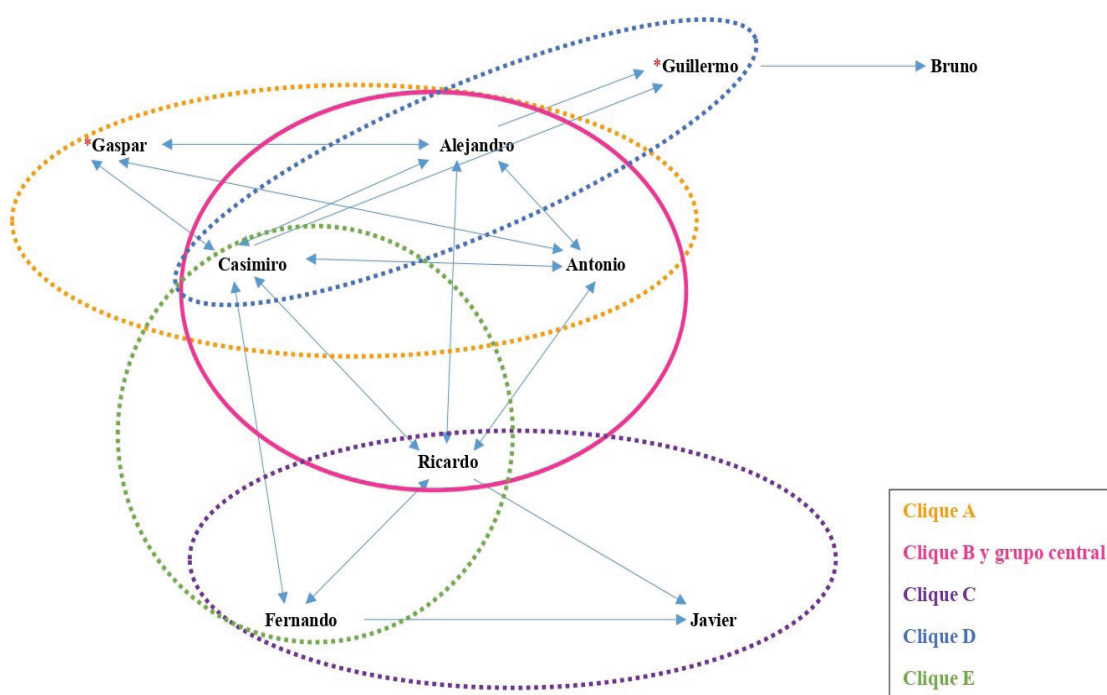 *Guillermo
Bruno
*Gaspar
Alejandro
Casimiro
Antonio
Ricardo
Fernando
Javier
Clique A
Clique B y grupo central
Clique C
Clique D
Clique E